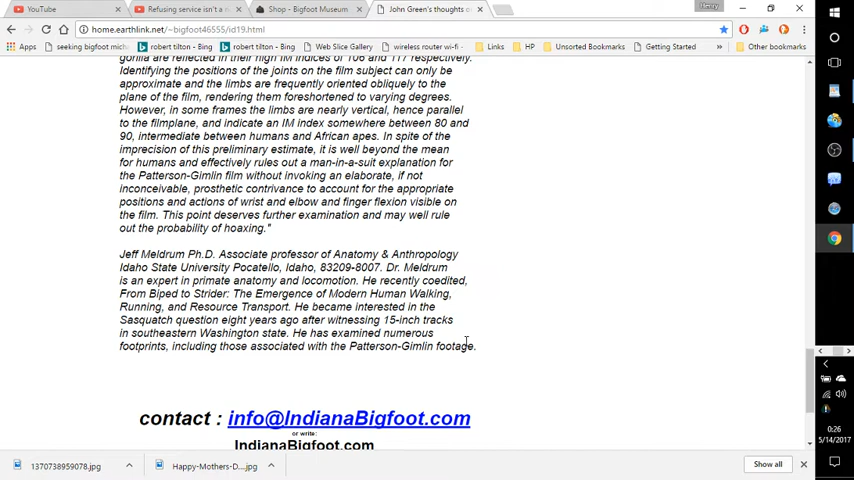 YouTube
Refusing service isn't a n
Shop - Bigfoot Museum
John Green's thoughts o
Henry
home.earthlink.net/~bigfoot46555/id19.html
Apps
seeking bigfoot
robert tilton - Bing
robert tilton - Bing
Web Slice Gallery
wireless router wi-fi -
Links
HP
Unsorted Bookmarks
Getting Started
Other bookmarks
gorilla are reflected in their high IM indices of 106 and 117 respectively.
Identifying the positions of the joints on the film subject can only be
approximate and the limbs are frequently oriented obliquely to the
plane of the film, rendering them foreshortened to varying degrees.
However, in some frames the limbs are nearly vertical, hence parallel
to the filmplane, and indicate an IM index somewhere between 80 and
90, intermediate between humans and African apes. In spite of the
imprecision of this preliminary estimate, it is well beyond the mean
for humans and effectively rules out a man-in-a-suit explanation for
the Patterson-Gimlin film without invoking an elaborate, if not
inconceivable, prosthetic contrivance to account for the appropriate
positions and actions of wrist and elbow and finger flexion visible on
the film. This point deserves further examination and may well rule
out the probability of hoaxing."
Jeff Meldrum Ph.D. Associate professor of Anatomy & Anthropology
Idaho State University Pocatello, Idaho, 83209-8007. Dr. Meldrum
is an expert in primate anatomy and locomotion. He recently coedited,
From Biped to Strider: The Emergence of Modern Human Walking,
Running, and Resource Transport. He became interested in the
Sasquatch question eight years ago after witnessing 15-inch tracks
in southeastern Washington state. He has examined numerous
footprints, including those associated with the Patterson-Gimlin footage.
contact : info@IndianaBigfoot.com
or write:
IndianaBigfoot.com
1370738959078.jpg
Happy-Mothers-D....jpg
Show all
0:26
5/14/2017